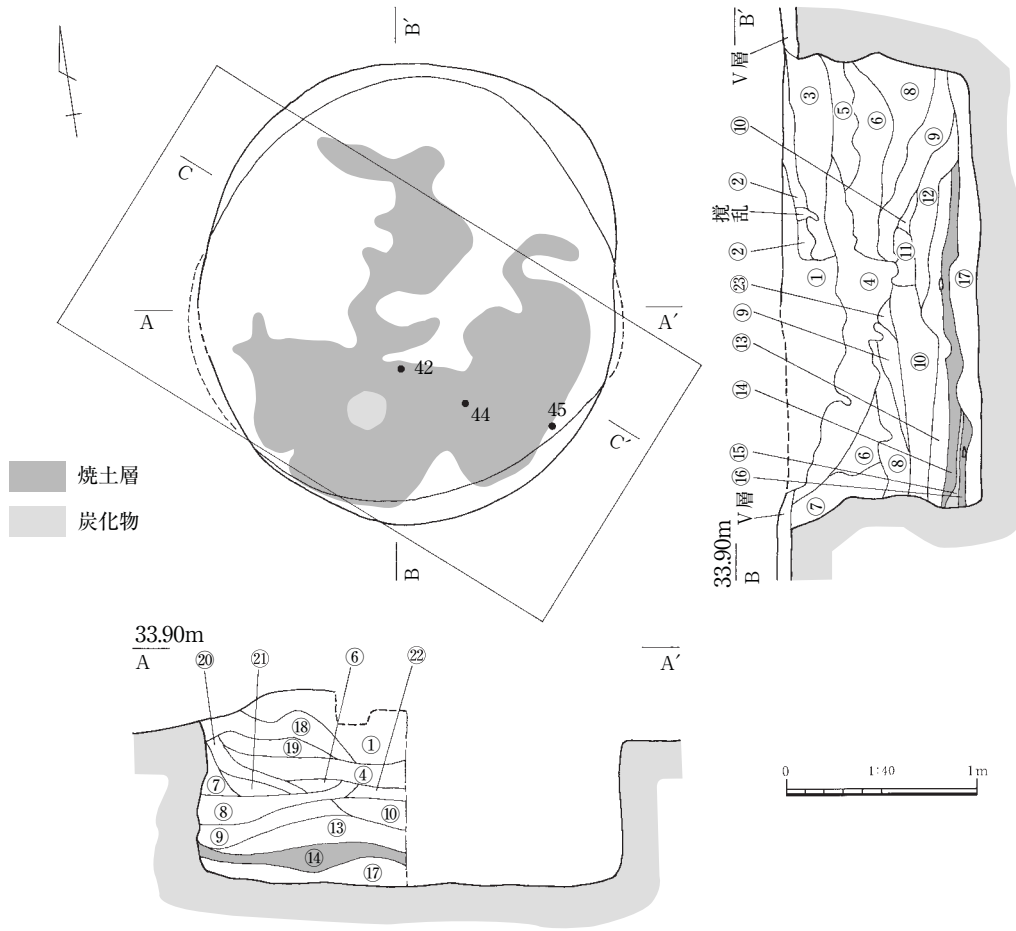 B′
C
A
A′
42
44
45
C′
B
焼土層
炭化物
B′
Ⅴ層
③
⑤
⑥
⑧
⑩
⑨
②
撹乱
⑫
②
⑪
①
④
㉓
⑰
⑨
⑬
⑩
⑭
⑮
⑥
⑧
⑯
Ⅴ層
⑦
33.90m
B
33.90m
A
A′
⑳
㉑
⑥
㉒
⑱
⑲
①
④
⑦
⑧
⑩
⑨
⑬
⑭
⑰
0
1:40
1m